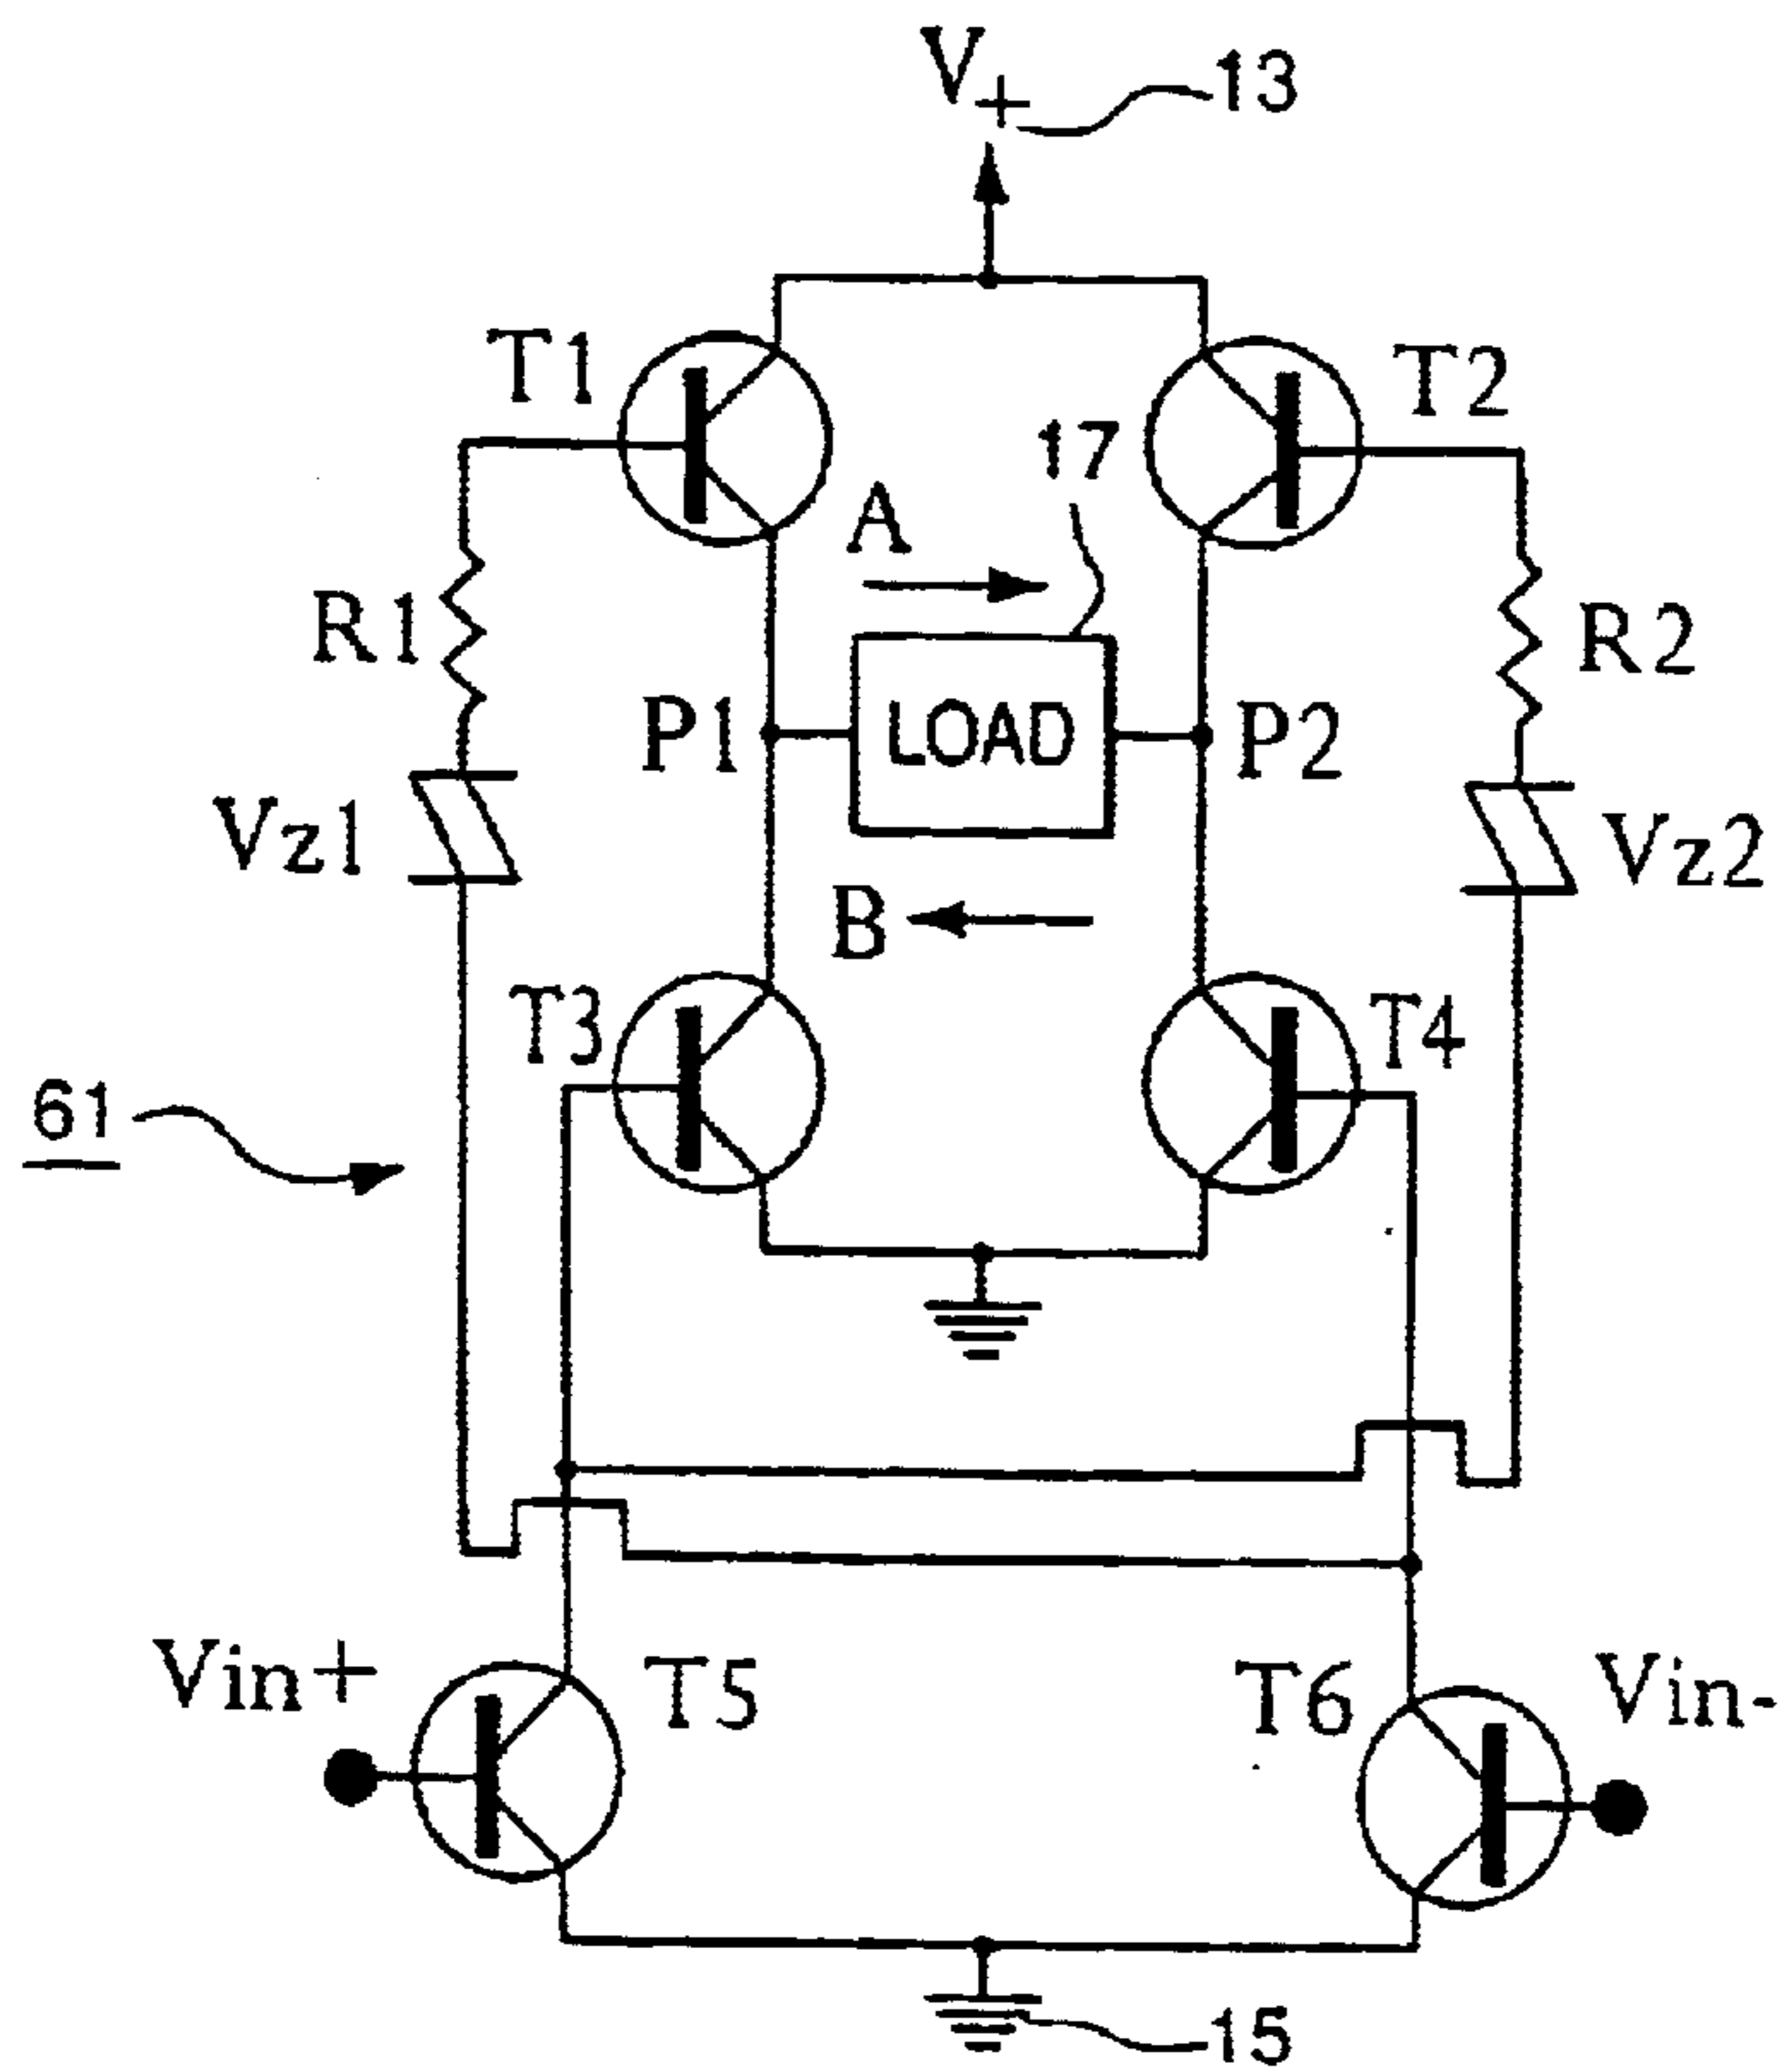 V+
13
T1
T2
17
A
R1
R2
P1
LOAD
P2
Vz1
Vz2
B
T3
T4
61
Vin+
T5
T6
Vin-
15